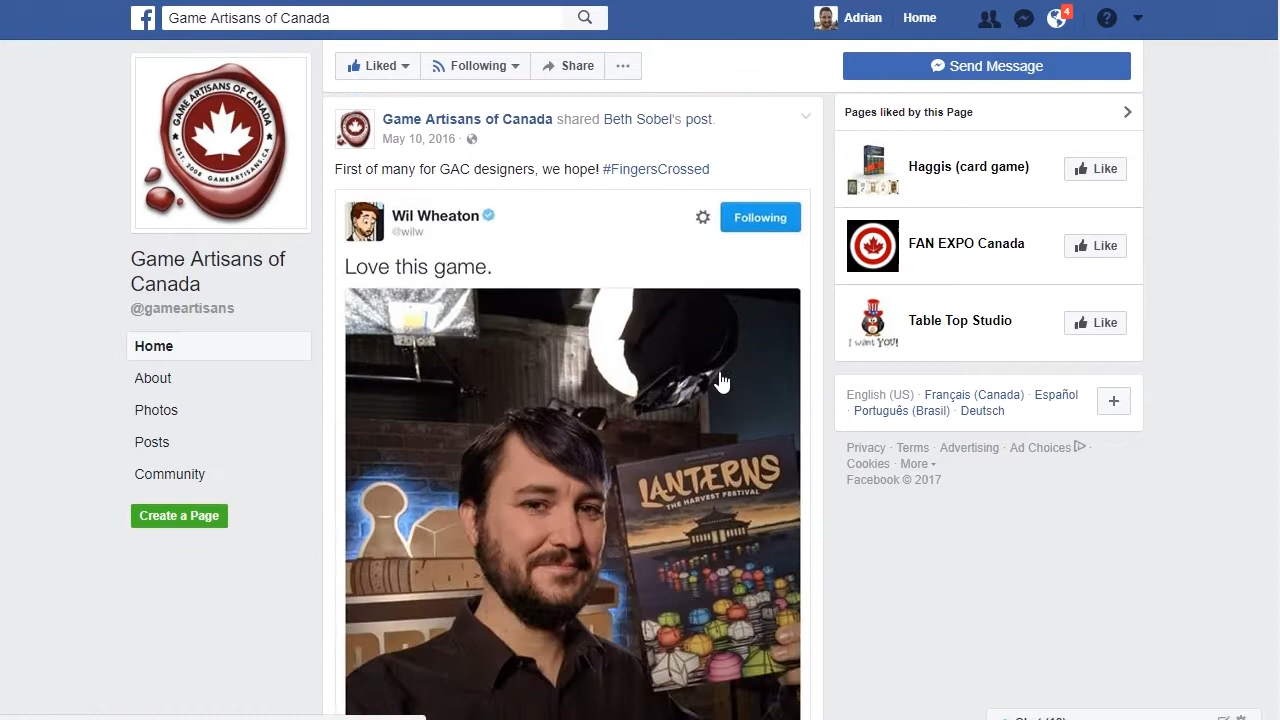 Game Artisans of Canada
Adrian
Home
4
Liked
Following
Share
Send Message
GAME ARTISANS OF CANADA
EST. 2008 GAMEARTISANS.CA
Game Artisans of
Canada
@gameartisans
Home
About
Photos
Posts
Community
Create a Page
Game Artisans of Canada shared Beth Sobel's post.
May 10, 2016 ·
First of many for GAC designers, we hope! #FingersCrossed
Wil Wheaton
@wilw
Following
Love this game.
LANTERNS
THE HARVEST FESTIVAL
Pages liked by this Page
Haggis (card game)
Like
FAN EXPO Canada
Like
I want YOU!
Table Top Studio
Like
English (US) · Français (Canada) · Español
· Português (Brasil) · Deutsch
Privacy · Terms · Advertising · Ad Choices ·
Cookies · More
Facebook © 2017